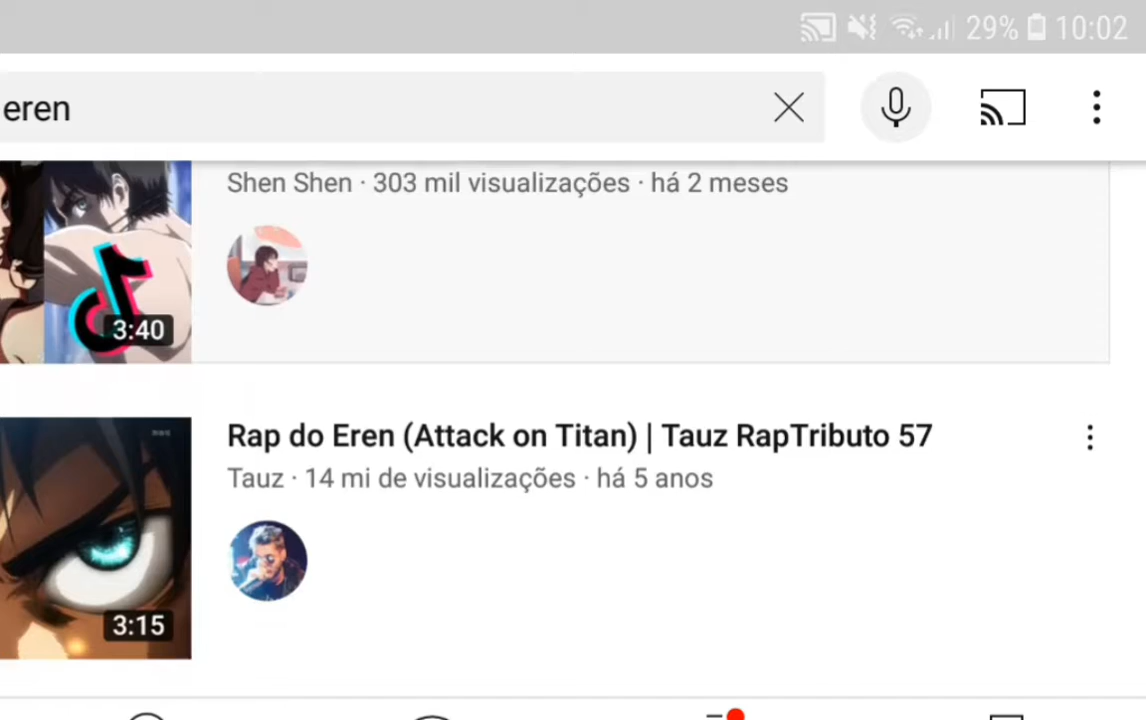 29% 10:02
eren
Shen Shen · 303 mil visualizações · há 2 meses
3:40
Rap do Eren (Attack on Titan) | Tauz RapTributo 57
Tauz · 14 mi de visualizações · há 5 anos
3:15